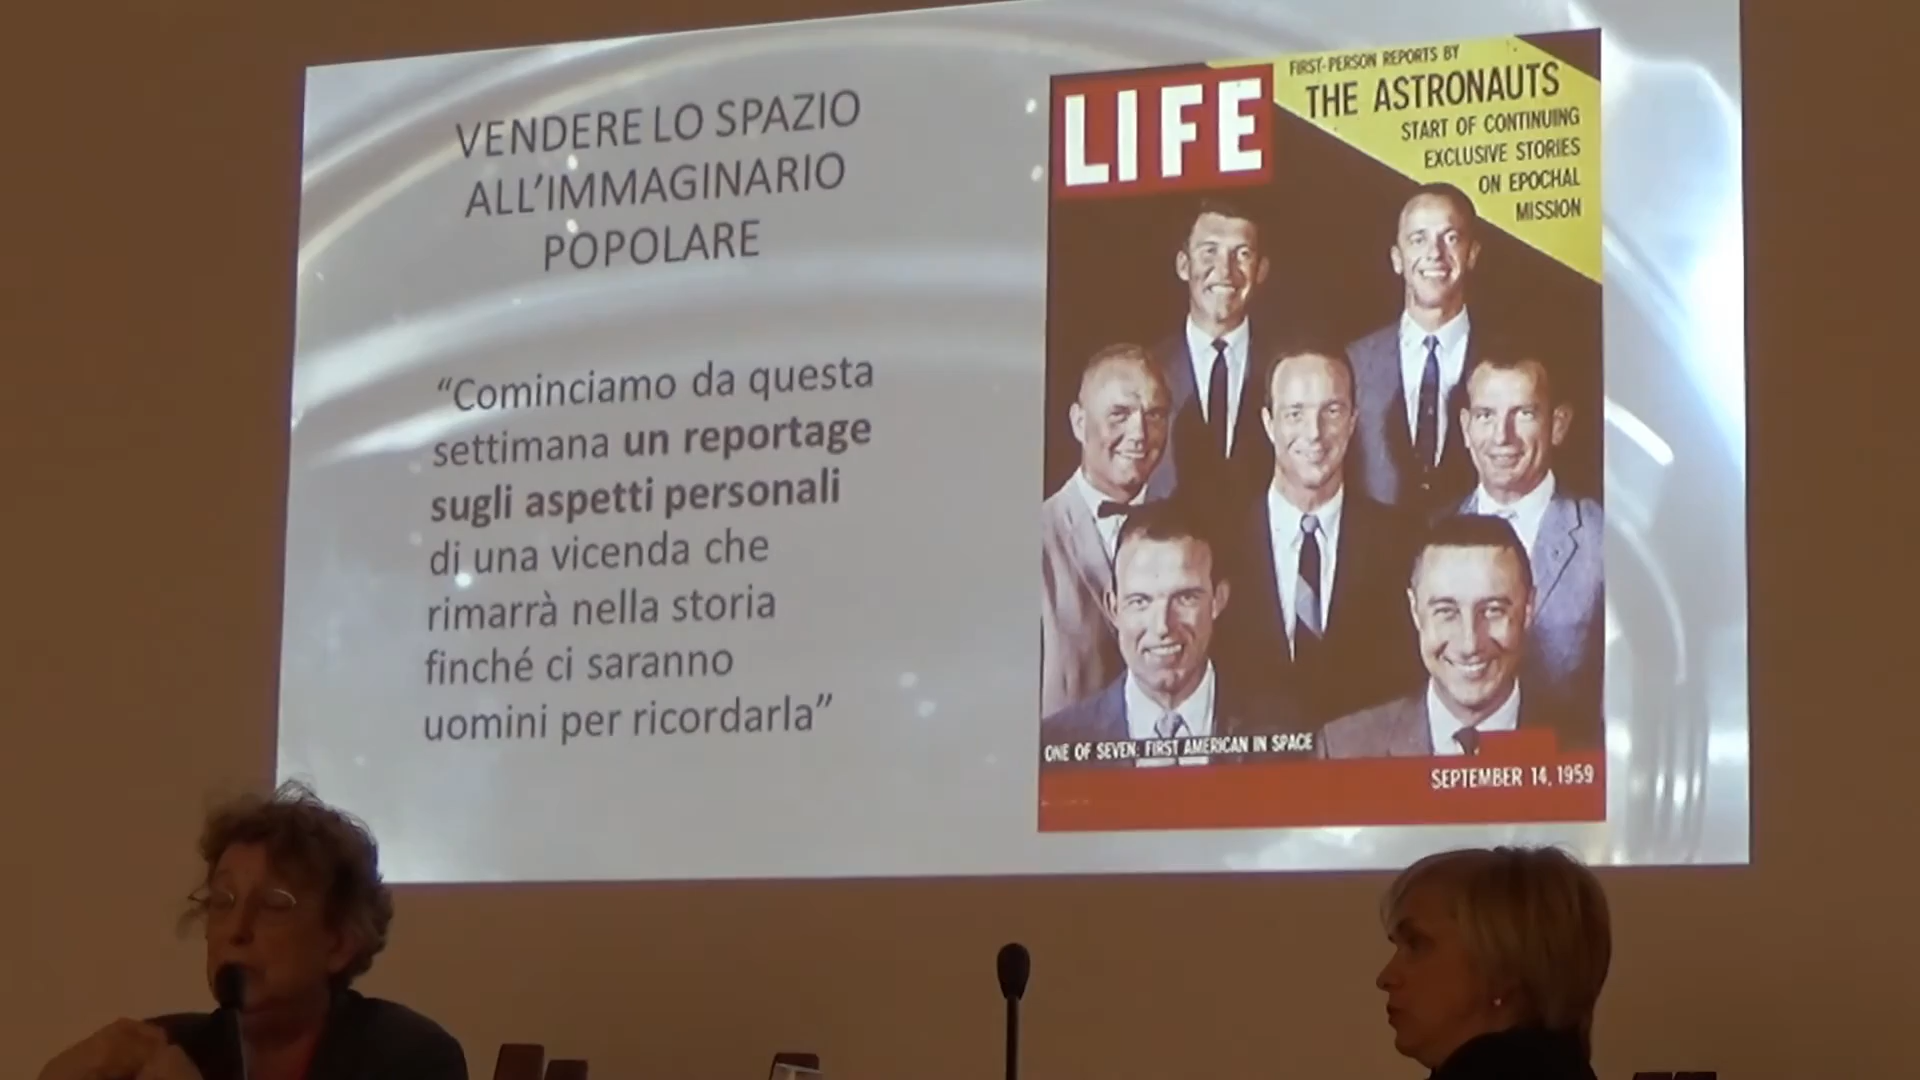 VENDERE LO SPAZIO
ALL’IMMAGINARIO
POPOLARE
“Cominciamo da questa
settimana un reportage
sugli aspetti personali
di una vicenda che
rimarrà nella storia
finché ci saranno
uomini per ricordarla”
LIFE
FIRST-PERSON REPORTS BY
THE ASTRONAUTS
START OF CONTINUING
EXCLUSIVE STORIES
ON EPOCHAL
MISSION
ONE OF SEVEN: FIRST AMERICAN IN SPACE
SEPTEMBER 14, 1959